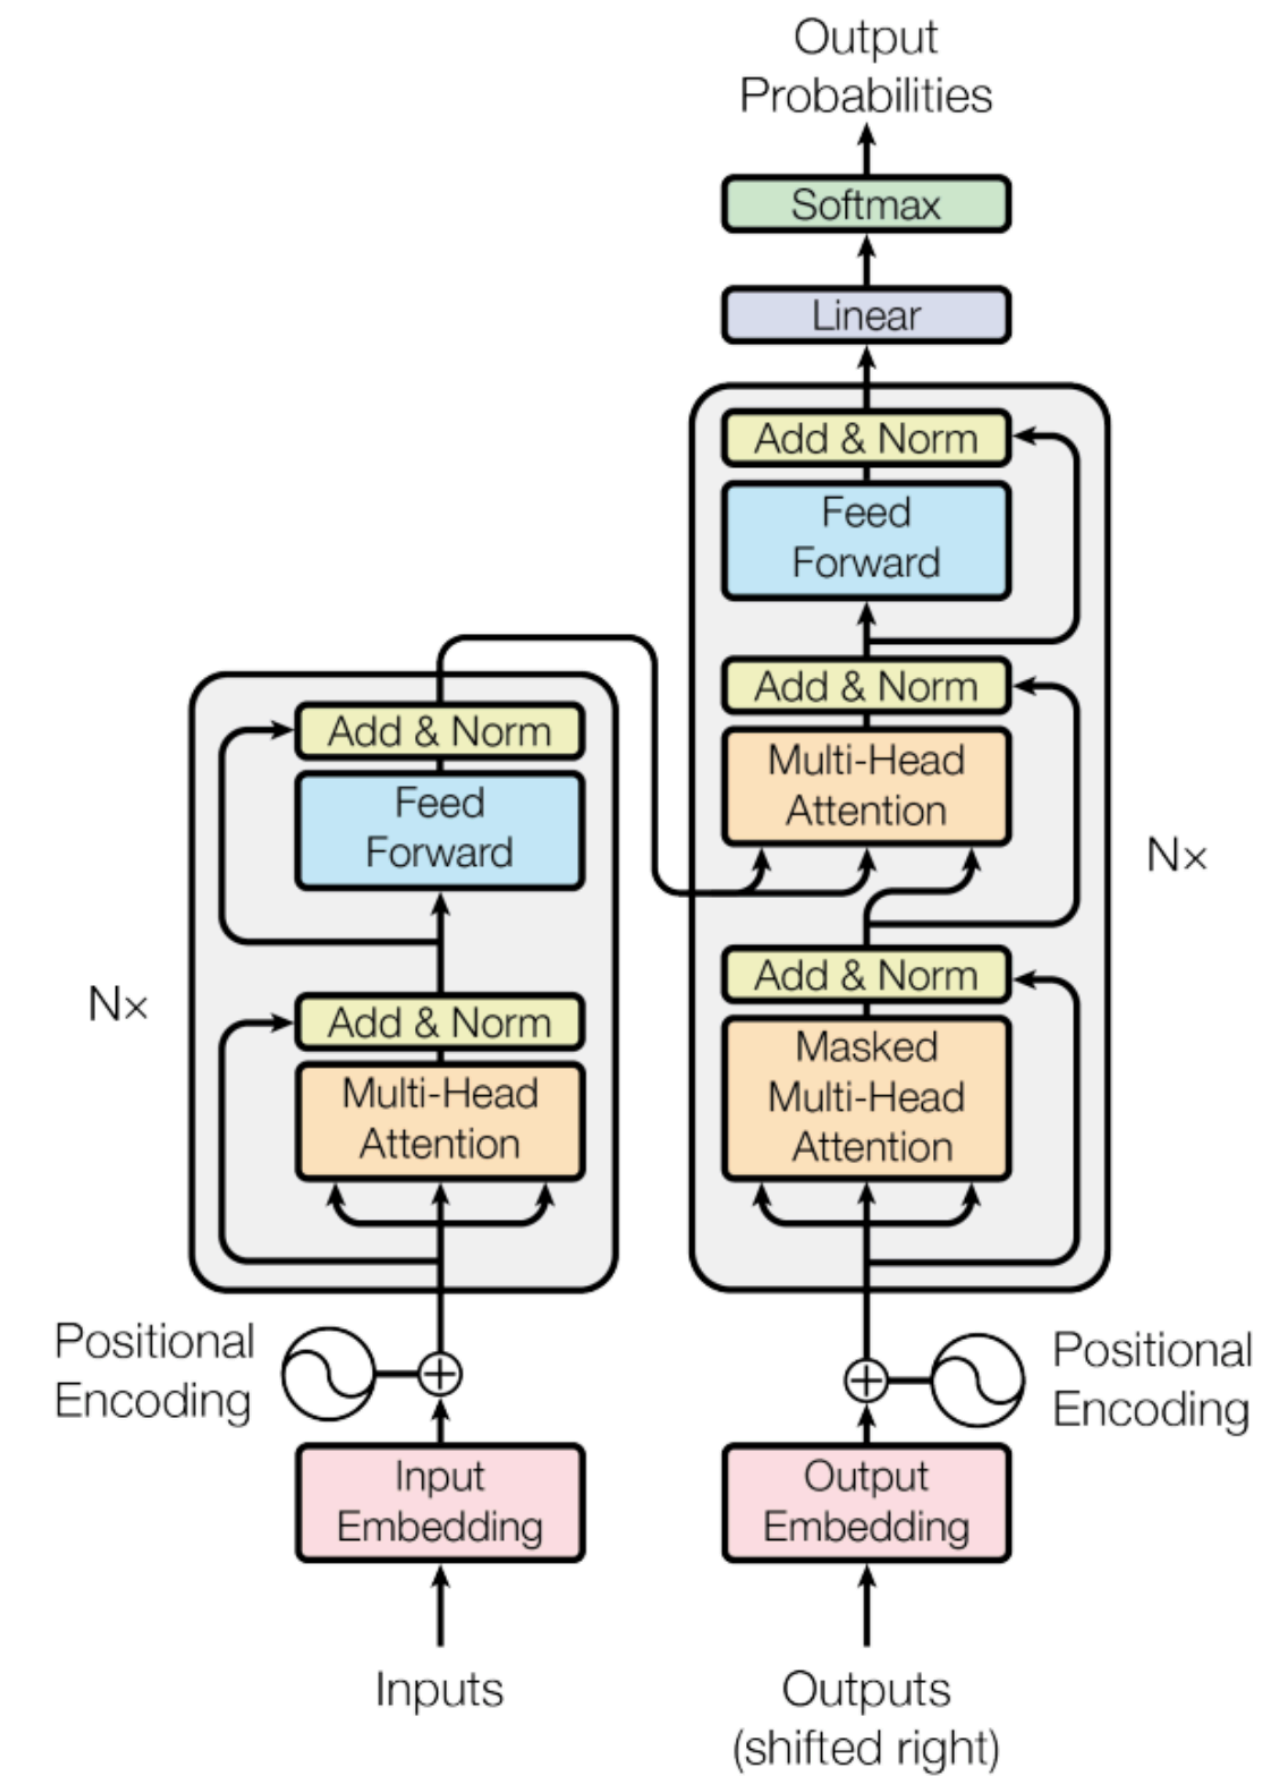 Output
Probabilities
Softmax
Linear
Add & Norm
Feed
Forward
Add & Norm
Multi-Head
Attention
Add & Norm
Masked
Multi-Head
Attention
Nx
Positional
Encoding
Output
Embedding
Outputs
(shifted right)
Add & Norm
Feed
Forward
Add & Norm
Multi-Head
Attention
Nx
Positional
Encoding
Input
Embedding
Inputs